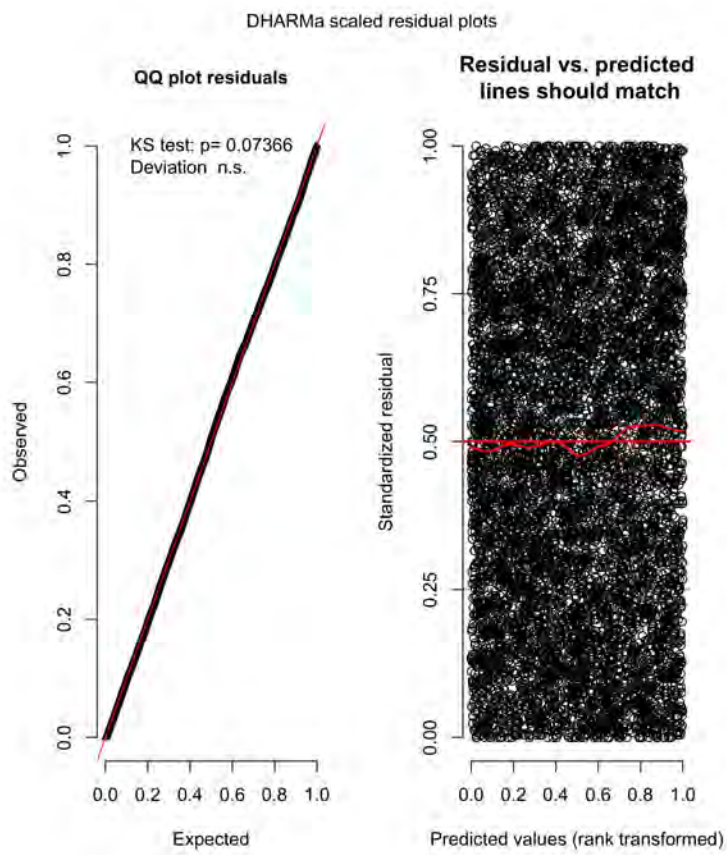 DHARMa scaled residual plots
QQ plot residuals
KS test: p= 0.07366
Deviation n.s.
Observed
0.0 0.2 0.4 0.6 0.8 1.0
0.0 0.2 0.4 0.6 0.8 1.0
Expected
Residual vs. predicted
lines should match
Standardized residual
0.00 0.25 0.50 0.75 1.00
0.0 0.2 0.4 0.6 0.8 1.0
Predicted values (rank transformed)